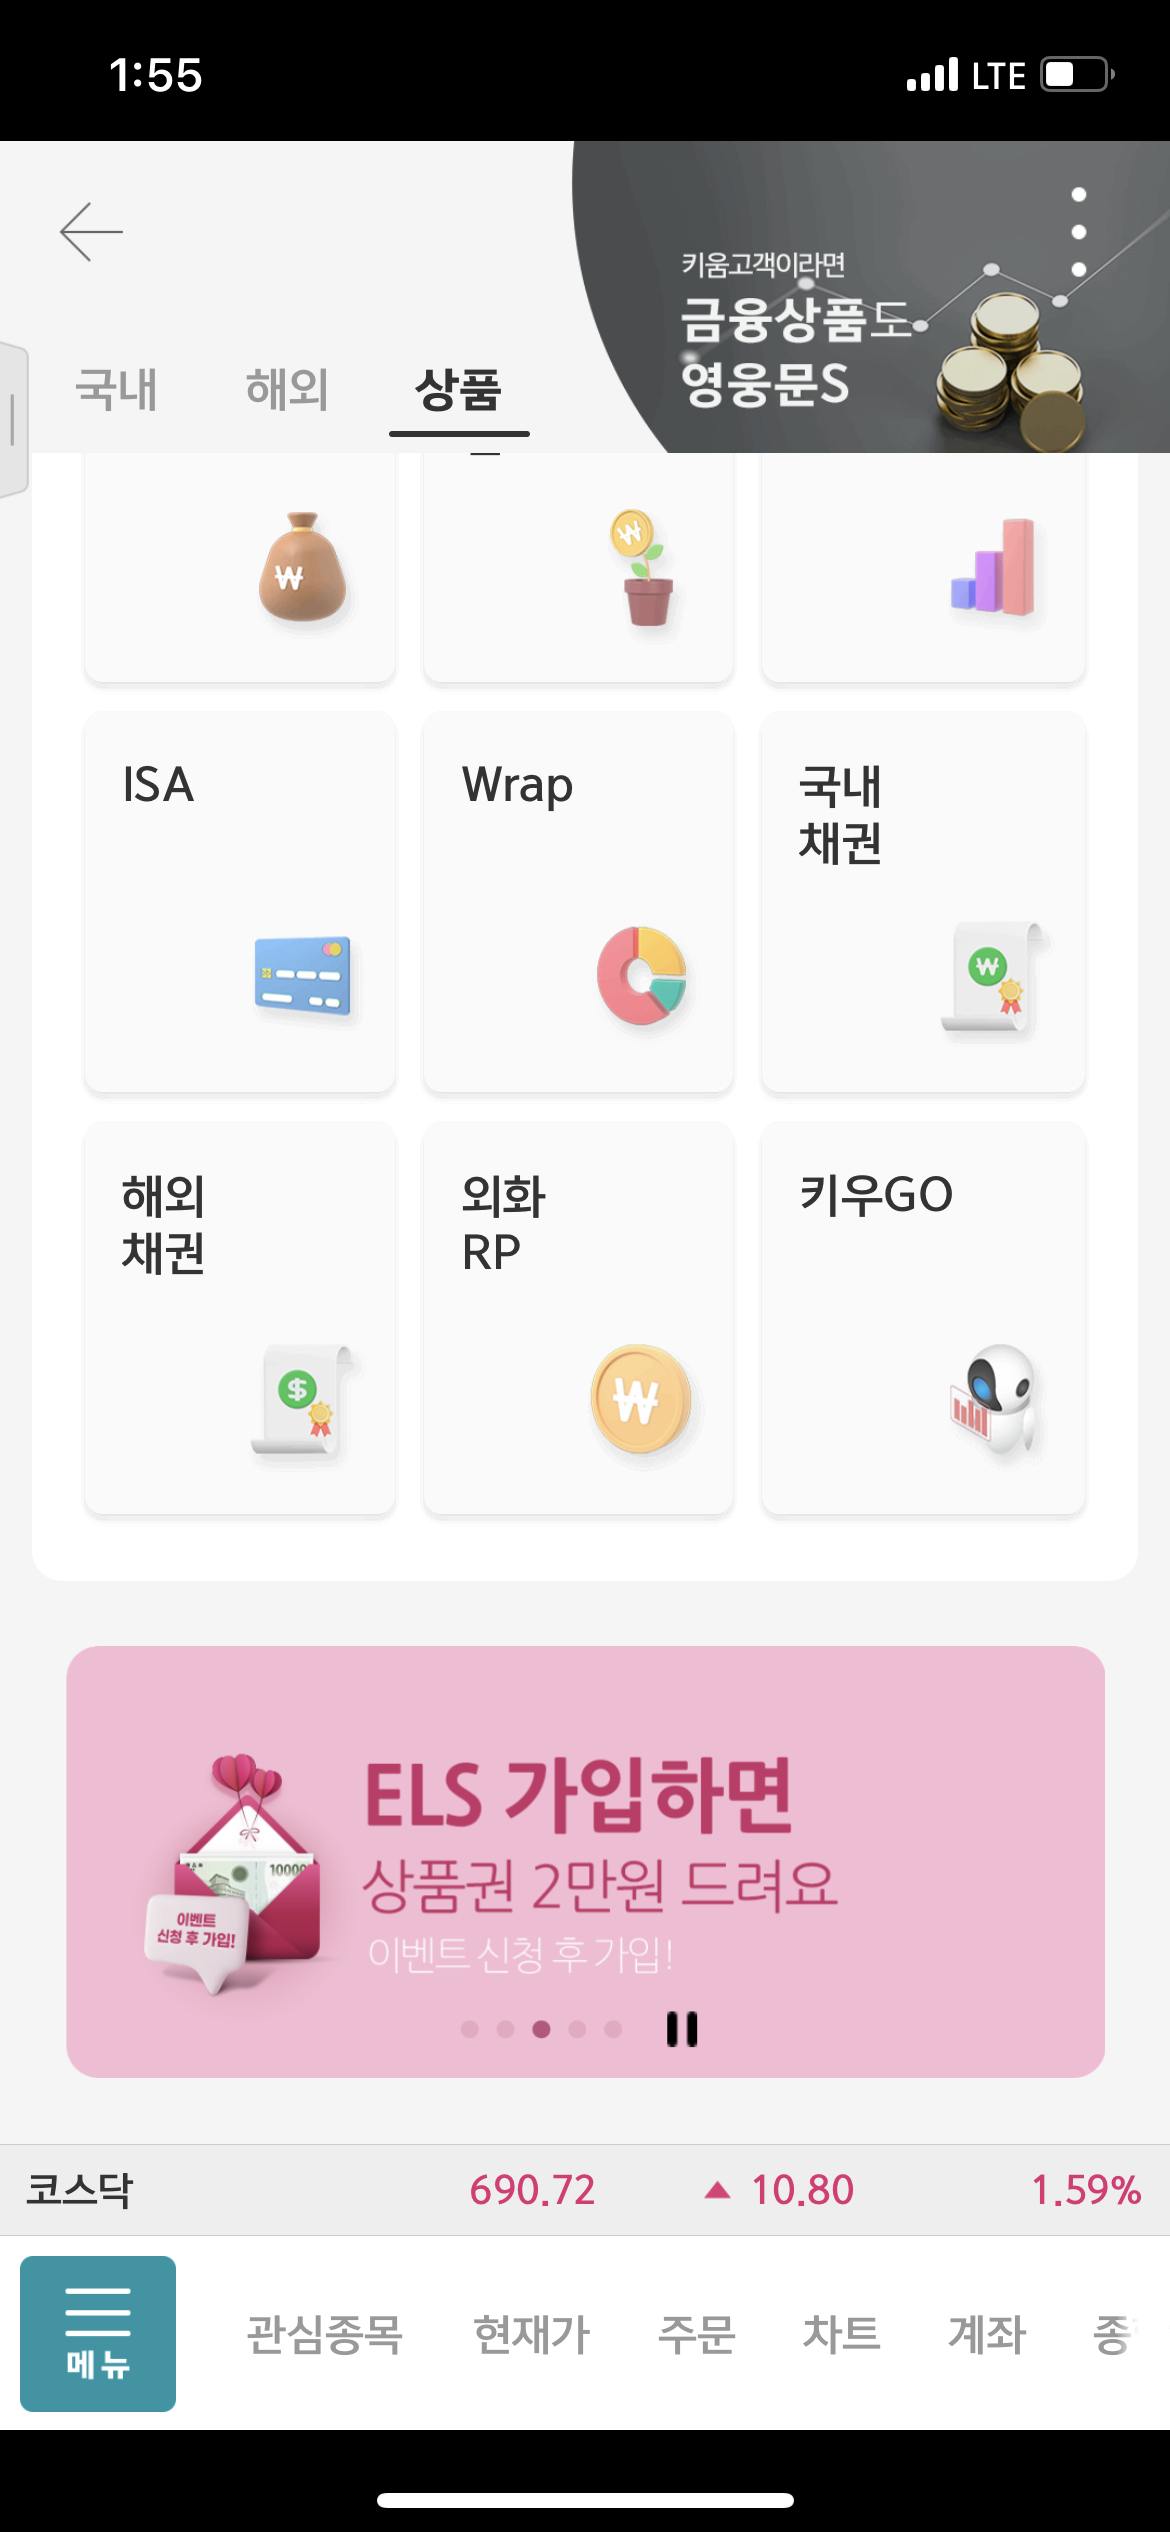 1:55
LTE
키움고객이라면
금융상품도
영웅문S
국내 해외 상품
ISA
Wrap
국내
채권
해외
채권
외화
RP
키우GO
10000
이벤트
신청 후 가입!
ELS 가입하면
상품권 2만원 드려요
이벤트 신청 후 가입!
코스닥 690.72 ▲ 10.80 1.59%
메뉴
관심종목 현재가 주문 차트 계좌